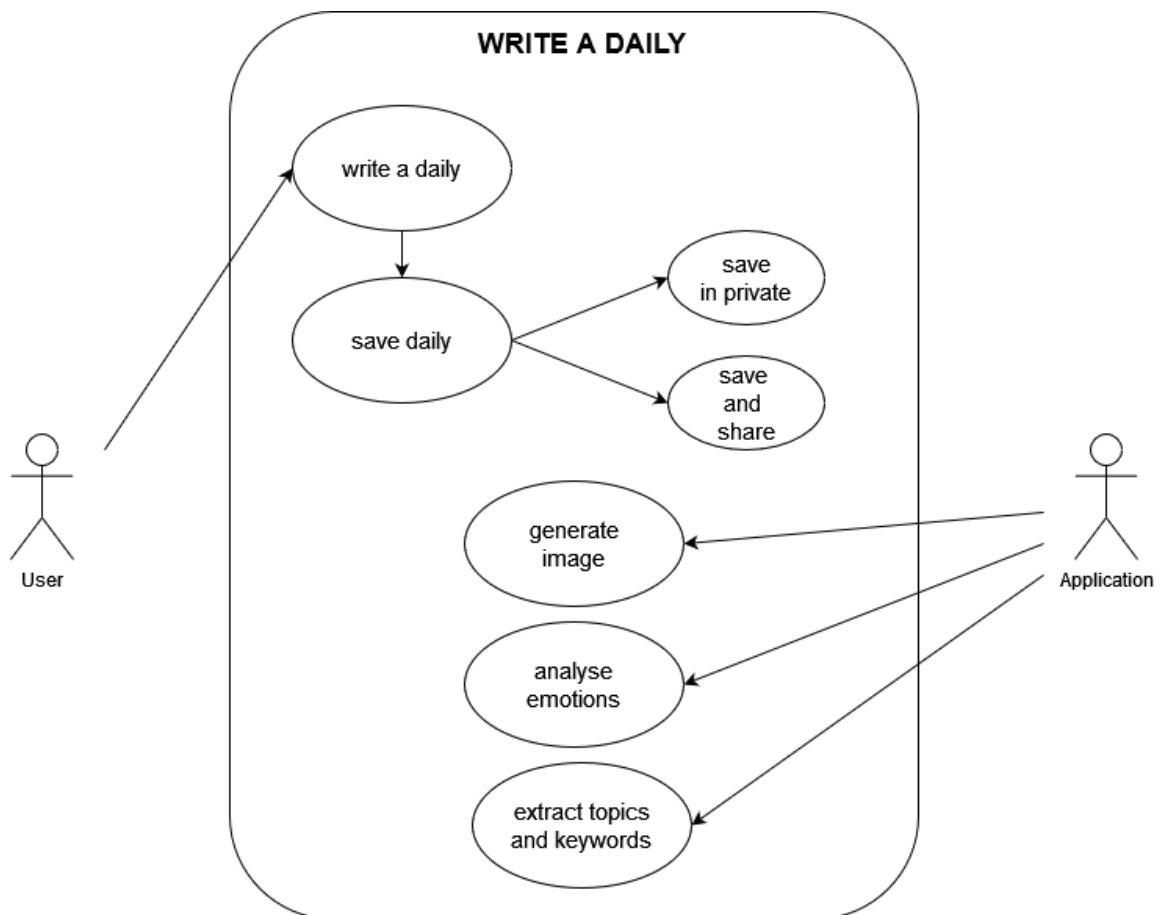 WRITE A DAILY
write a daily
save daily
save
in private
save
and
share
generate
image
analyse
emotions
extract topics
and keywords
User
Application